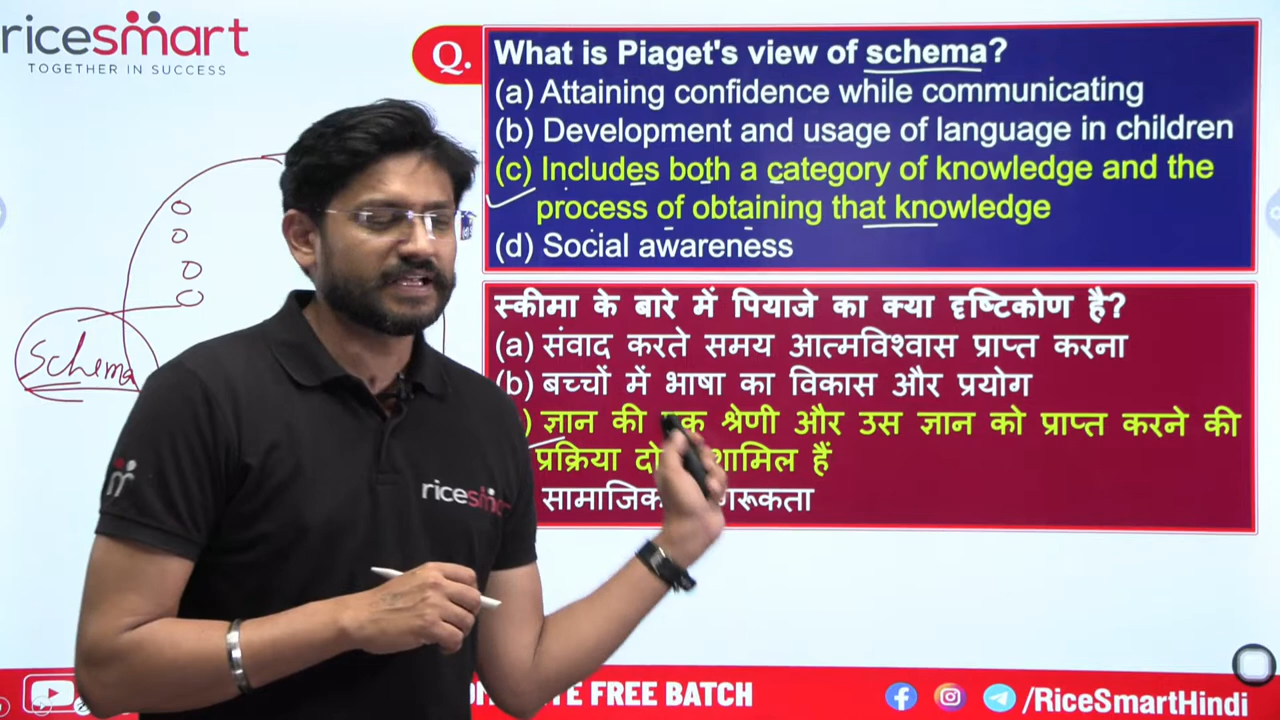 ricesmart
TOGETHER IN SUCCESS
Q.
What is Piaget's view of schema?
(a) Attaining confidence while communicating
(b) Development and usage of language in children
(c) Includes both a category of knowledge and the
process of obtaining that knowledge
(d) Social awareness
Schema
स्कीमा के बारे में पियाजे का क्या दृष्टिकोण है?
(a) संवाद करते समय आत्मविश्वास प्राप्त करना
(b) बच्चों में भाषा का विकास और प्रयोग
) ज्ञान की श्रेणी और उस ज्ञान को प्राप्त करने की
प्रक्रिया शामिल हैं
सामाजिक
ricesmart
FREE BATCH
/RiceSmartHindi